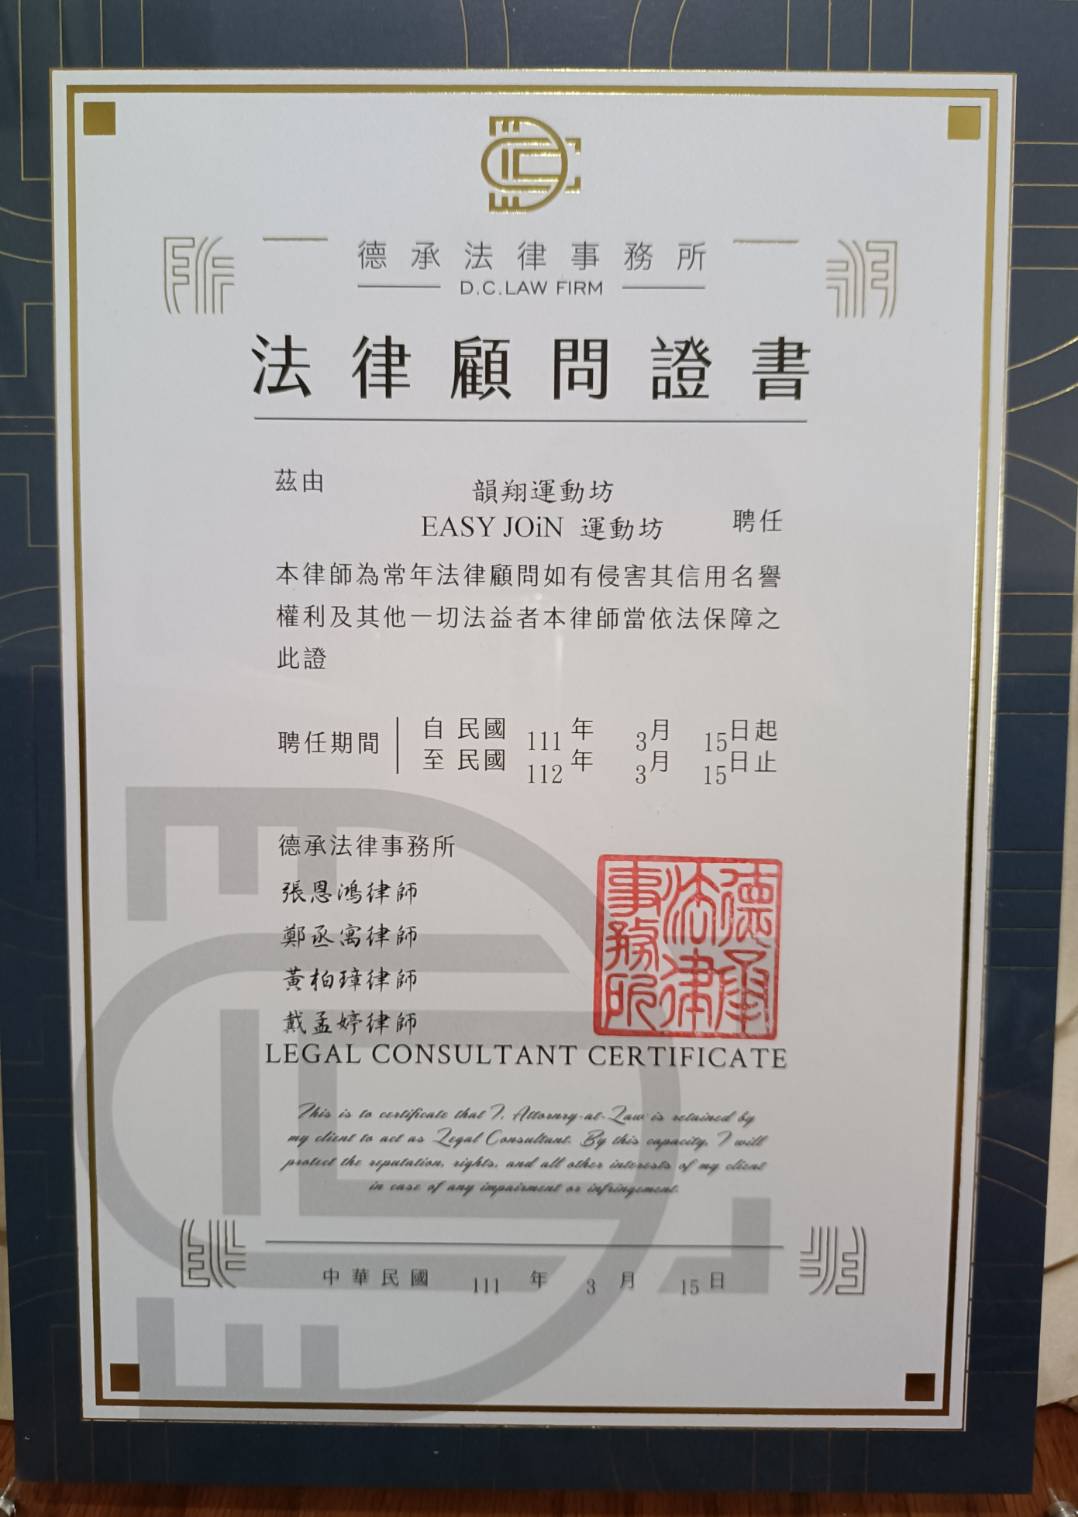 德承法律事務所
D.C.LAW FIRM
法律顧問證書
茲由
韻翔運動坊
EASY JOiN 運動坊 聘任
本律師為常年法律顧問如有侵害其信用名譽
權利及其他一切法益者本律師當依法保障之
此證
聘任期間 自民國 111 年 3月 15日起
至民國 112 年 3月 15日止
德承法律事務所
張恩鴻律師
鄭丞寓律師
黃柏璋律師
戴孟婷律師
德承法律事務所
LEGAL CONSULTANT CERTIFICATE
This is to certificate that I, Attorney-at-Law is retained by
my client to act as Legal Consultant. By this capacity, I will
protect the reputation, rights, and all other interests of my client
in case of any impairment or infringement.
中華民國 111 年 3 月 15日